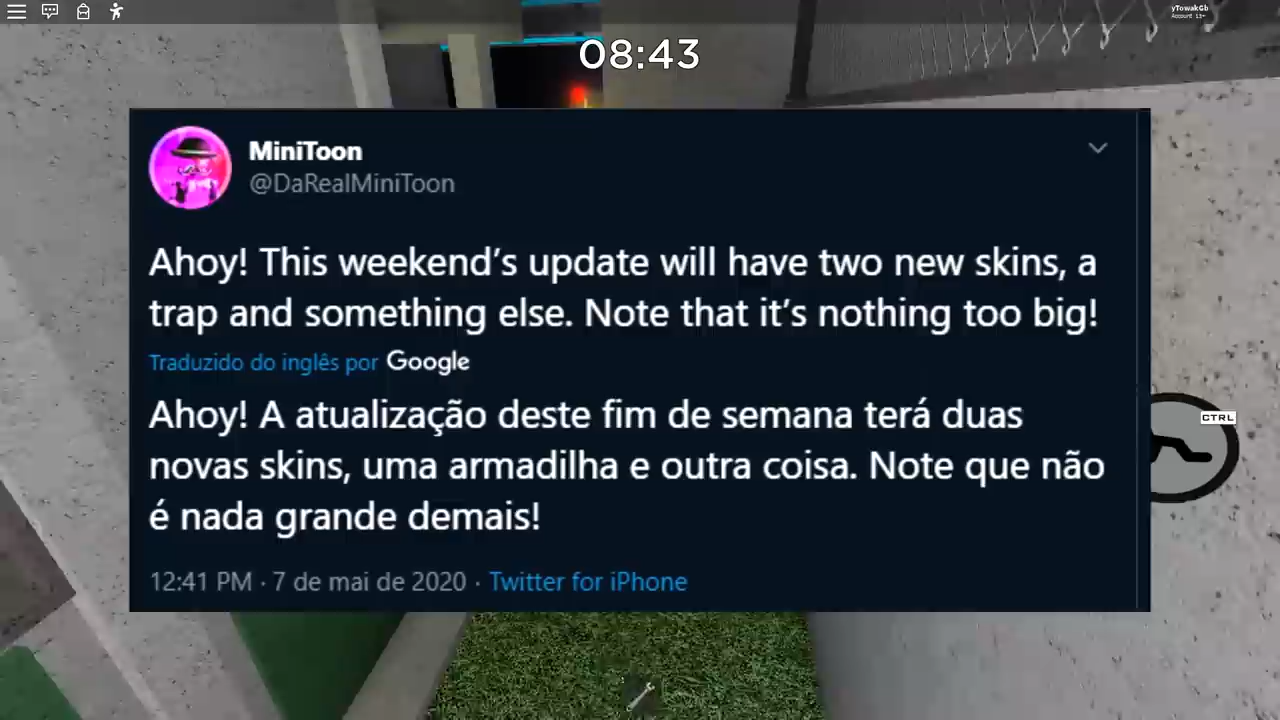 yTowakGb
Account: 13+
08:43
MiniToon
@DaRealMiniToon
Ahoy! This weekend’s update will have two new skins, a
trap and something else. Note that it’s nothing too big!
Traduzido do inglês por Google
Ahoy! A atualização deste fim de semana terá duas
novas skins, uma armadilha e outra coisa. Note que não
é nada grande demais!
CTRL
12:41 PM · 7 de mai de 2020 · Twitter for iPhone